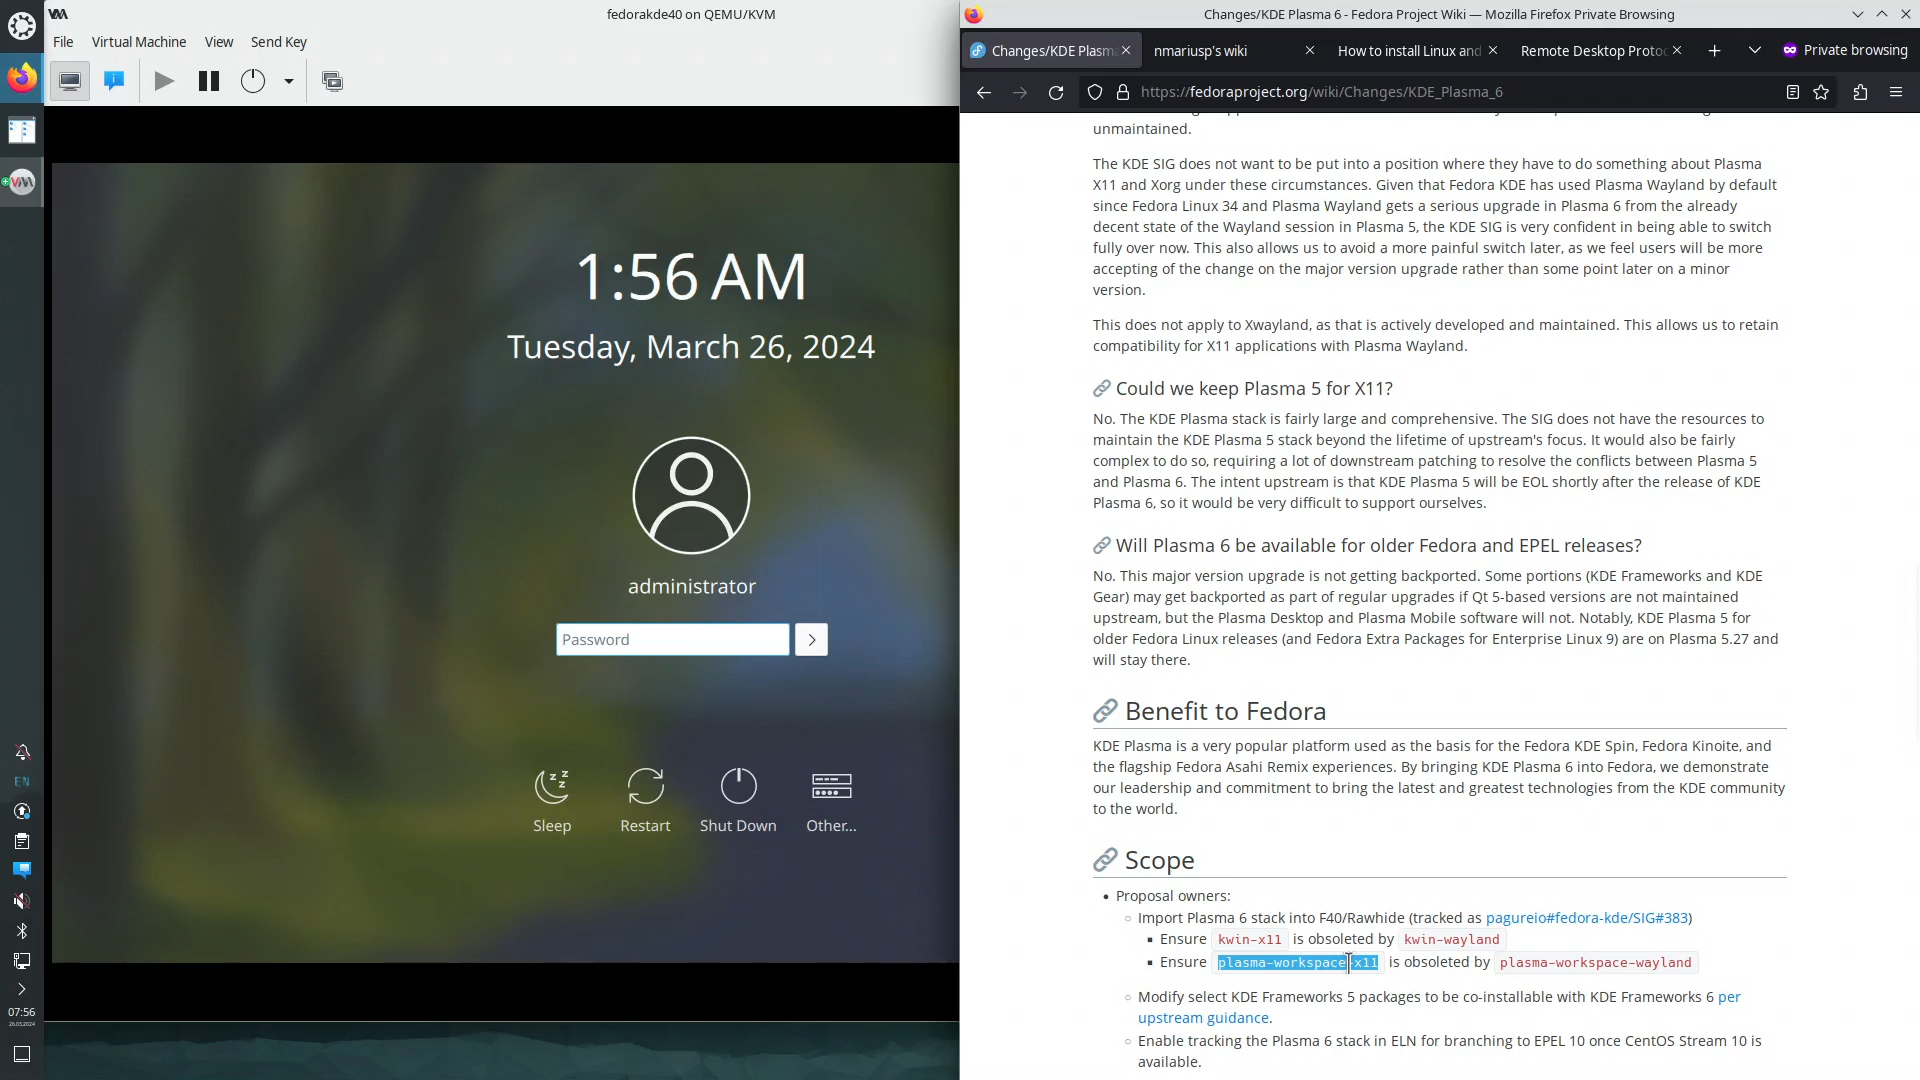 fedorakde40 on QEMU/KVM
File Virtual Machine View Send Key
1:56 AM
Tuesday, March 26, 2024
administrator
Password
Sleep Restart Shut Down Other...
EN
07:56
26.03.2024
Changes/KDE Plasma 6 - Fedora Project Wiki — Mozilla Firefox Private Browsing
Changes/KDE Plasma nmariusp's wiki How to install Linux and Remote Desktop Proto Private browsing
https://fedoraproject.org/wiki/Changes/KDE_Plasma_6
unmaintained.
The KDE SIG does not want to be put into a position where they have to do something about Plasma
X11 and Xorg under these circumstances. Given that Fedora KDE has used Plasma Wayland by default
since Fedora Linux 34 and Plasma Wayland gets a serious upgrade in Plasma 6 from the already
decent state of the Wayland session in Plasma 5, the KDE SIG is very confident in being able to switch
fully over now. This also allows us to avoid a more painful switch later, as we feel users will be more
accepting of the change on the major version upgrade rather than some point later on a minor
version.
This does not apply to Xwayland, as that is actively developed and maintained. This allows us to retain
compatibility for X11 applications with Plasma Wayland.
Could we keep Plasma 5 for X11?
No. The KDE Plasma stack is fairly large and comprehensive. The SIG does not have the resources to
maintain the KDE Plasma 5 stack beyond the lifetime of upstream's focus. It would also be fairly
complex to do so, requiring a lot of downstream patching to resolve the conflicts between Plasma 5
and Plasma 6. The intent upstream is that KDE Plasma 5 will be EOL shortly after the release of KDE
Plasma 6, so it would be very difficult to support ourselves.
Will Plasma 6 be available for older Fedora and EPEL releases?
No. This major version upgrade is not getting backported. Some portions (KDE Frameworks and KDE
Gear) may get backported as part of regular upgrades if Qt 5-based versions are not maintained
upstream, but the Plasma Desktop and Plasma Mobile software will not. Notably, KDE Plasma 5 for
older Fedora Linux releases (and Fedora Extra Packages for Enterprise Linux 9) are on Plasma 5.27 and
will stay there.
Benefit to Fedora
KDE Plasma is a very popular platform used as the basis for the Fedora KDE Spin, Fedora Kinoite, and
the flagship Fedora Asahi Remix experiences. By bringing KDE Plasma 6 into Fedora, we demonstrate
our leadership and commitment to bring the latest and greatest technologies from the KDE community
to the world.
Scope
• Proposal owners:
◦ Import Plasma 6 stack into F40/Rawhide (tracked as pagureio#fedora-kde/SIG#383)
▪ Ensure kwin-x11 is obsoleted by kwin-wayland
▪ Ensure plasma-workspace-x11 is obsoleted by plasma-workspace-wayland
◦ Modify select KDE Frameworks 5 packages to be co-installable with KDE Frameworks 6 per
upstream guidance.
◦ Enable tracking the Plasma 6 stack in ELN for branching to EPEL 10 once CentOS Stream 10 is
available.